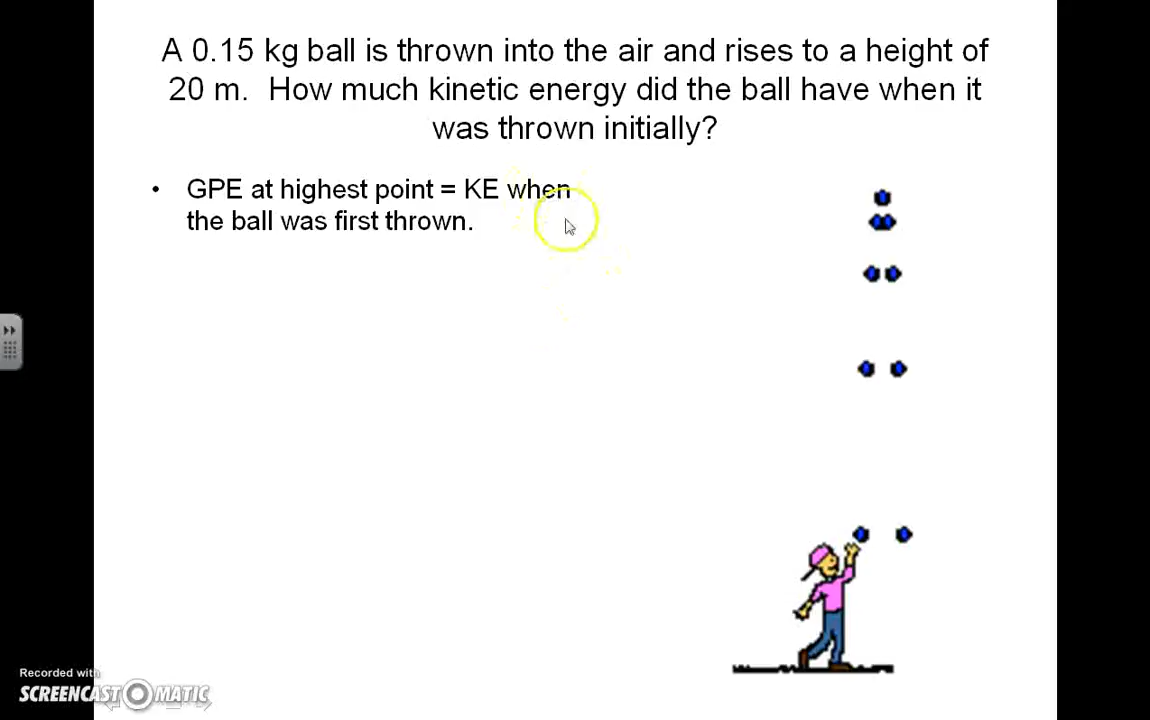 A 0.15 kg ball is thrown into the air and rises to a height of
20 m.  How much kinetic energy did the ball have when it
was thrown initially?
• GPE at highest point = KE when
the ball was first thrown.
Recorded with
SCREENCAST-O-MATIC